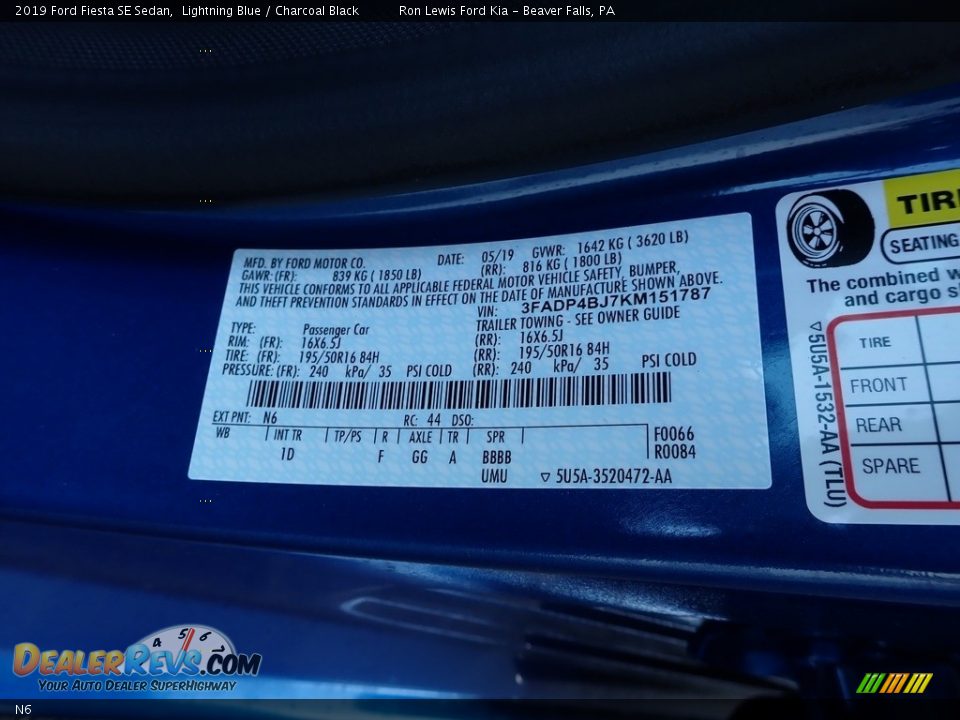 2019 Ford Fiesta SE Sedan, Lightning Blue / Charcoal Black Ron Lewis Ford Kia - Beaver Falls, PA
MFD. BY FORD MOTOR CO. DATE: 05/19 GVWR: 1642 KG ( 3620 LB)
GAWR: (FR): 839 KG ( 1850 LB) (RR): 816 KG ( 1800 LB)
THIS VEHICLE CONFORMS TO ALL APPLICABLE FEDERAL MOTOR VEHICLE SAFETY, BUMPER,
AND THEFT PREVENTION STANDARDS IN EFFECT ON THE DATE OF MANUFACTURE SHOWN ABOVE.
VIN: 3FADP4BJ7KM151787
TYPE: Passenger Car TRAILER TOWING - SEE OWNER GUIDE
RIM: (FR): 16X6.5J (RR): 16X6.5J
TIRE: (FR): 195/50R16 84H (RR): 195/50R16 84H
PRESSURE: (FR): 240 kPa/ 35 PSI COLD (RR): 240 kPa/ 35 PSI COLD
EXT PNT: N6 RC: 44 DSO:
WB INT TR TP/PS R AXLE TR SPR F0066
1D F GG A BBBB R0084
UMU ▽ 5U5A-3520472-AA
TIRE
SEATING
The combined
and cargo
TIRE
FRONT
REAR
SPARE
▽5U5A-1532-AA (TLU)
4 5 6
DEALERREVS.COM
YOUR AUTO DEALER SUPERHIGHWAY
N6